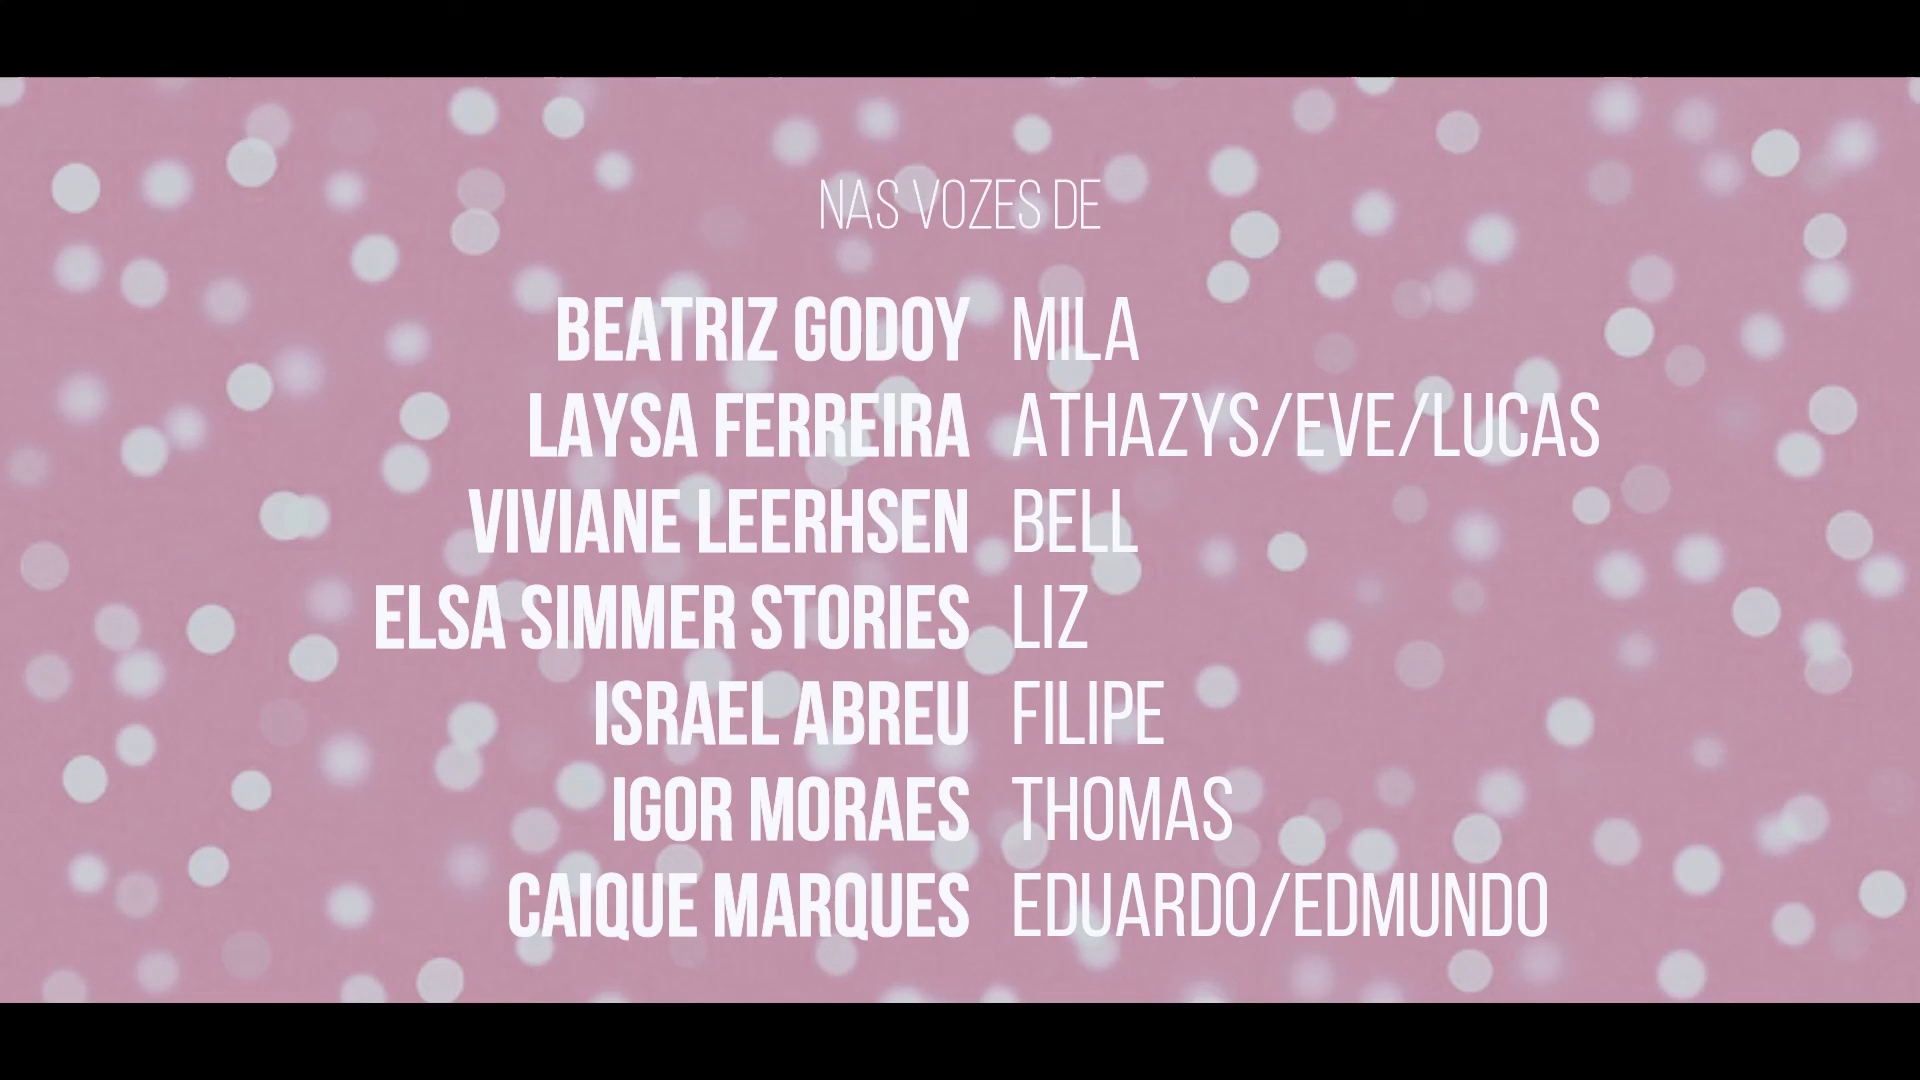 NAS VOZES DE
BEATRIZ GODOY MILA
LAYSA FERREIRA ATHAZYS/EVE/LUCAS
VIVIANE LEERHSEN BELL
ELSA SIMMER STORIES LIZ
ISRAEL ABREU FILIPE
IGOR MORAES THOMAS
CAIQUE MARQUES EDUARDO/EDMUNDO